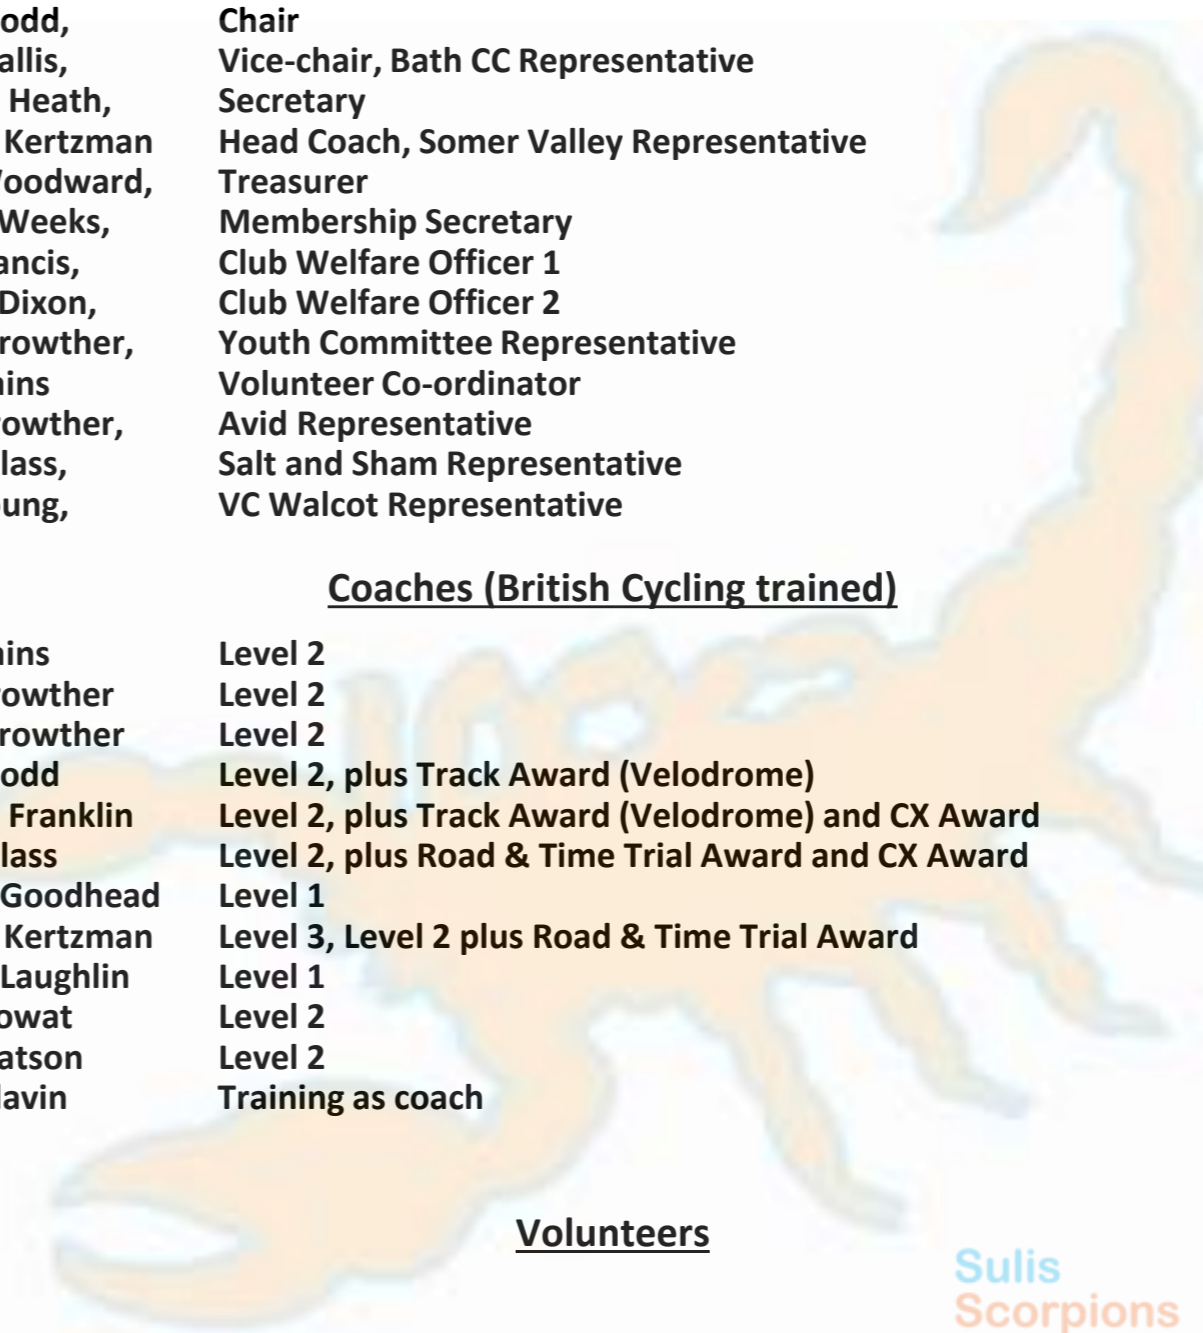 odd, Chair
allis, Vice-chair, Bath CC Representative
Heath, Secretary
Kertzman Head Coach, Somer Valley Representative
Woodward, Treasurer
Weeks, Membership Secretary
ancis, Club Welfare Officer 1
Dixon, Club Welfare Officer 2
rowther, Youth Committee Representative
ains Volunteer Co-ordinator
rowther, Avid Representative
lass, Salt and Sham Representative
oung, VC Walcot Representative
Coaches (British Cycling trained)
ains Level 2
rowther Level 2
rowther Level 2
odd Level 2, plus Track Award (Velodrome)
Franklin Level 2, plus Track Award (Velodrome) and CX Award
lass Level 2, plus Road & Time Trial Award and CX Award
Goodhead Level 1
Kertzman Level 3, Level 2 plus Road & Time Trial Award
Laughlin Level 1
owat Level 2
atson Level 2
lavin Training as coach
Volunteers
Sulis
Scorpions